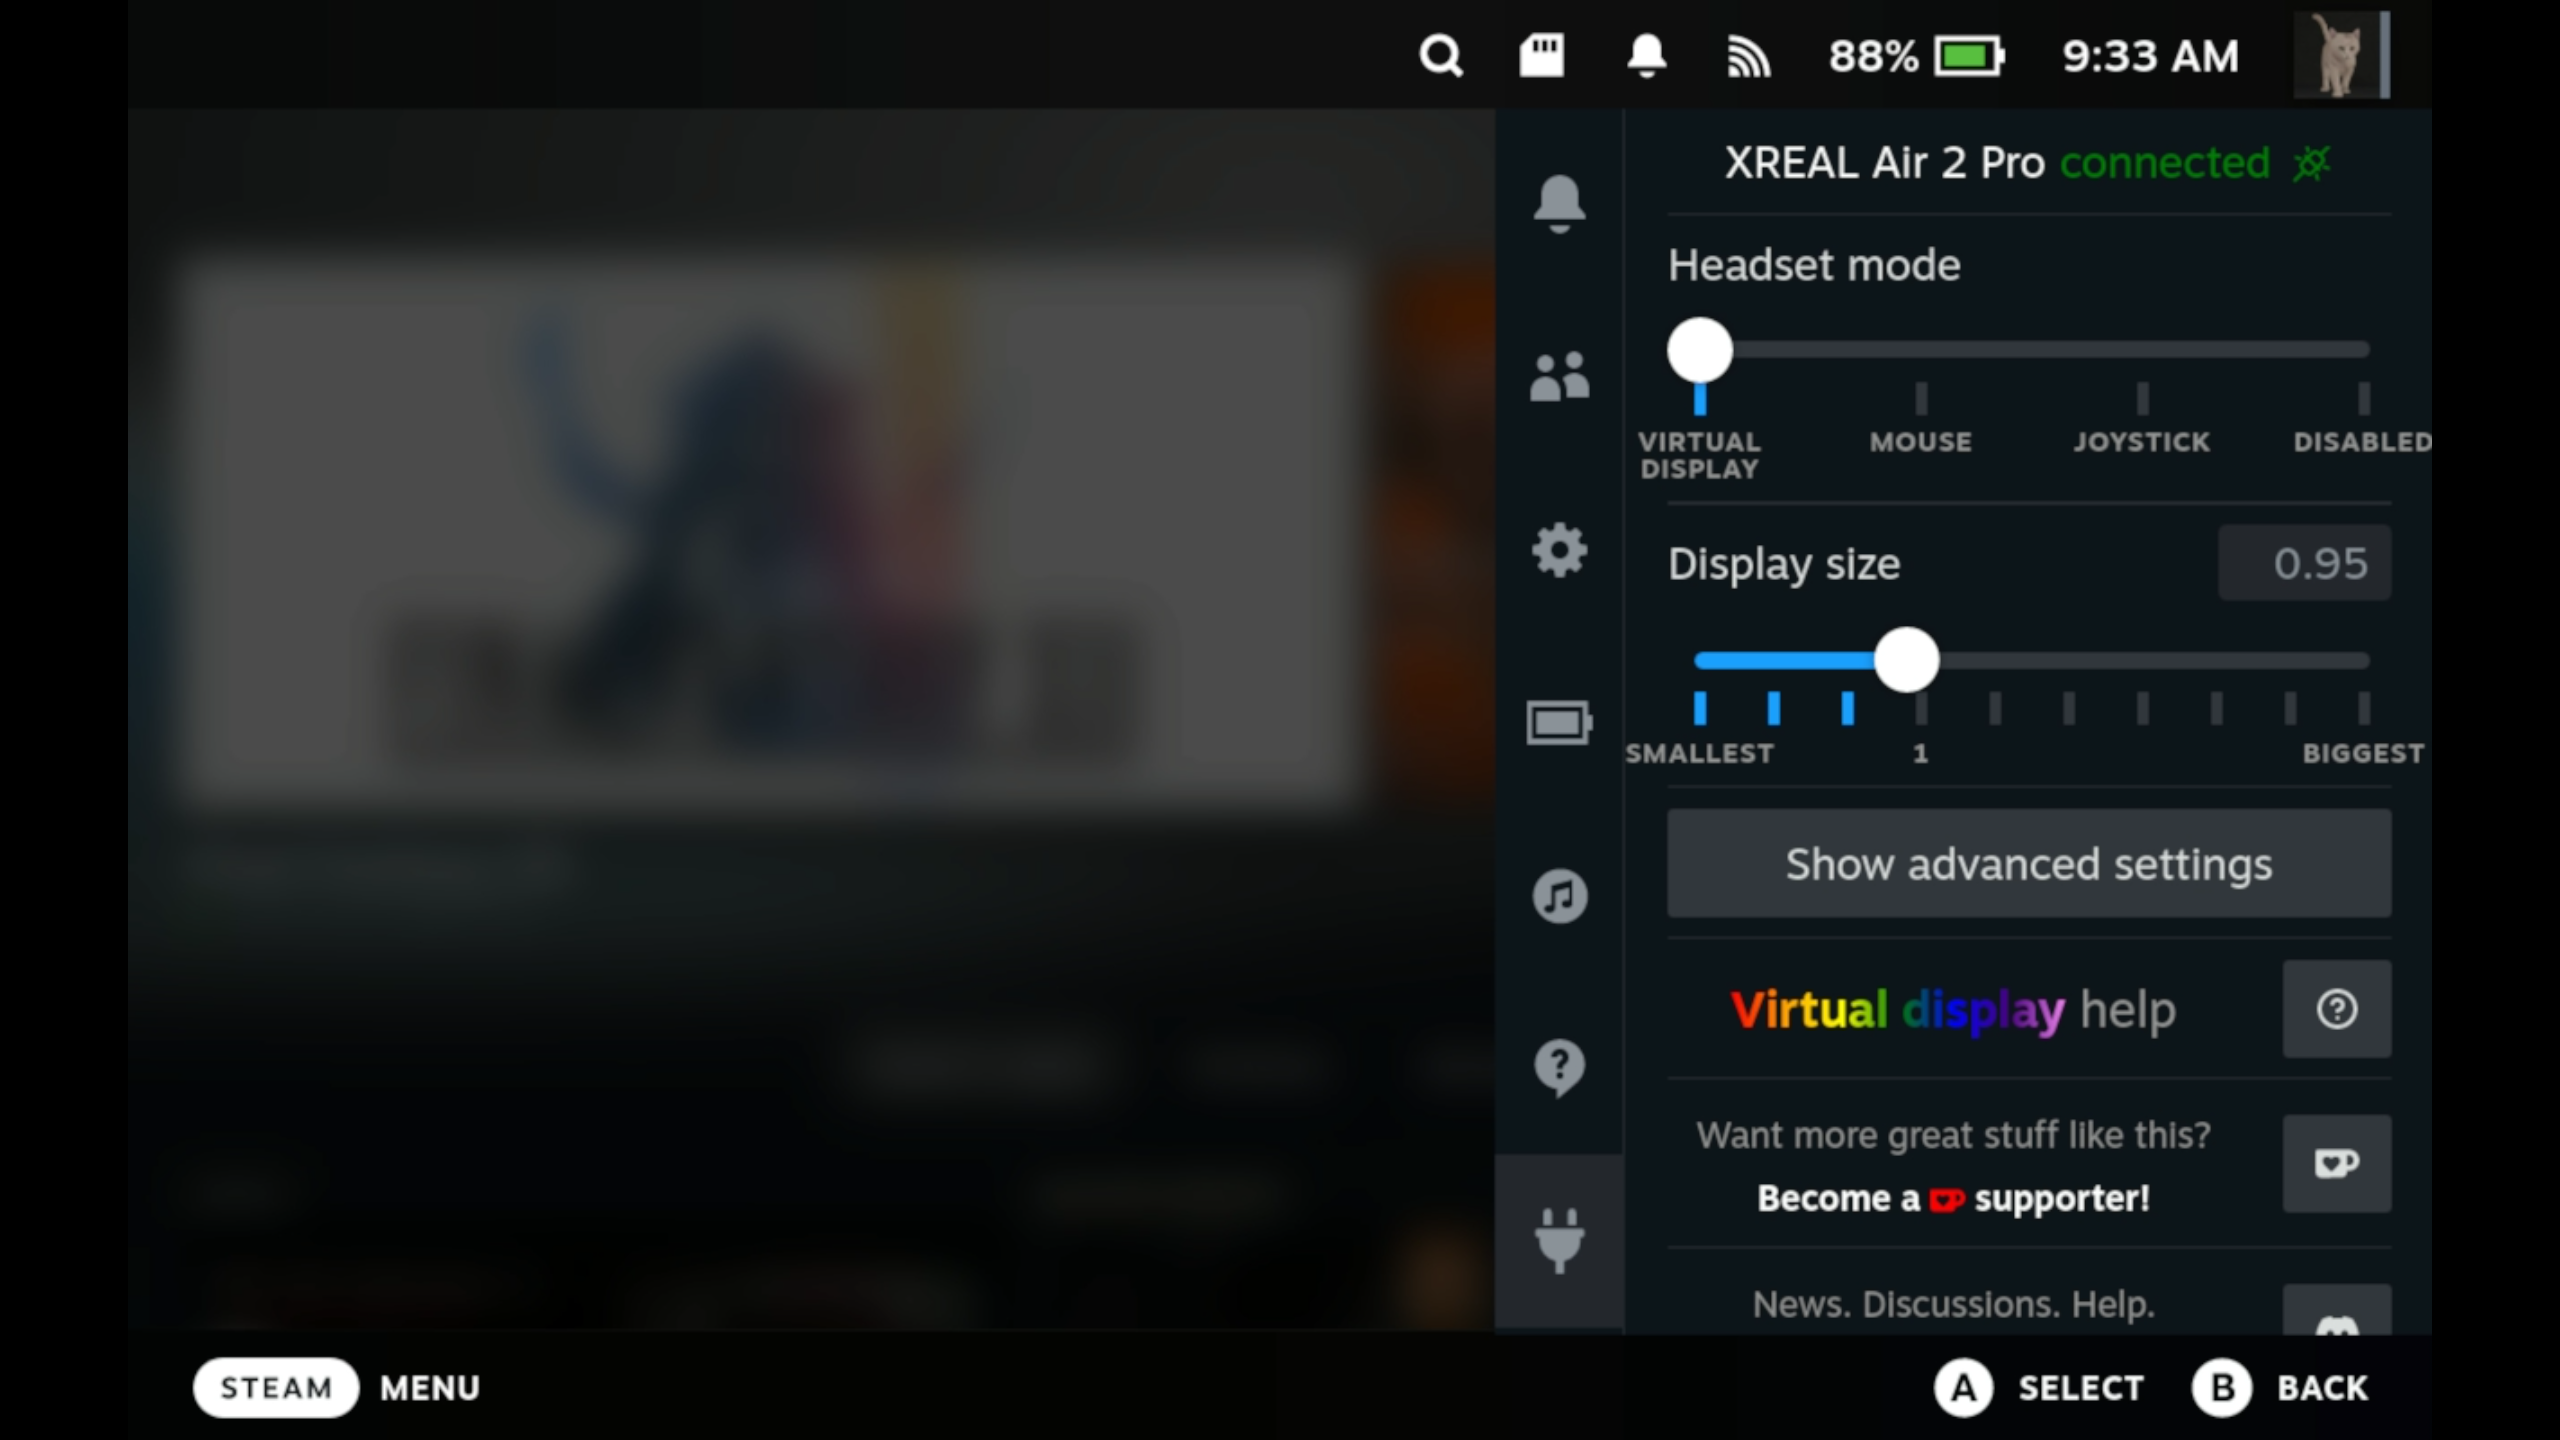 88% 9:33 AM
XREAL Air 2 Pro connected
Headset mode
VIRTUAL DISPLAY MOUSE JOYSTICK DISABLED
Display size 0.95
SMALLEST 1 BIGGEST
Show advanced settings
Virtual display help
Want more great stuff like this?
Become a supporter!
News. Discussions. Help.
STEAM MENU A SELECT B BACK